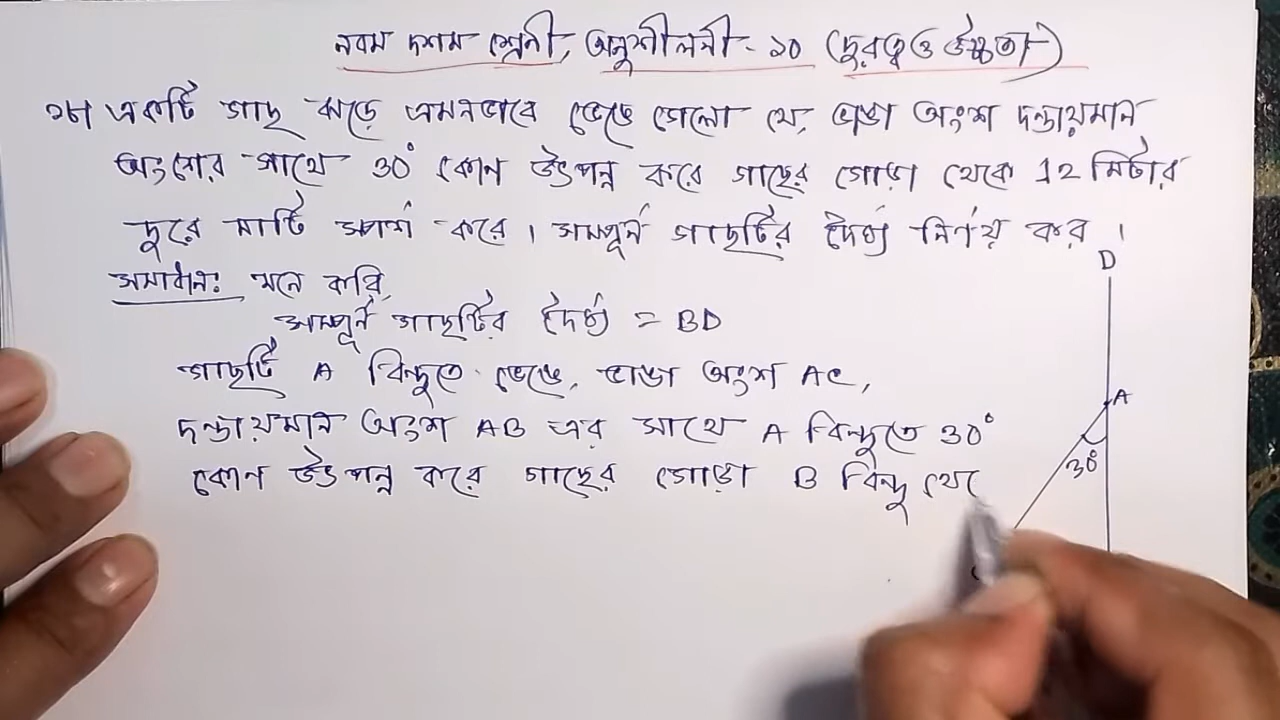 নবম দশম শ্রেনী, অনুশীলনী- ১০ (দুরত্ব ও উচ্চতা)
১৮। একটি গাছ ঝড়ে এমনভাবে ভেঙে গেলো যে, ভাঙা অংশ দন্ডায়মান
অংশের সাথে 30° কোন উৎপন্ন করে গাছের গোড়া থেকে 12 মিটার
দুরে মাটি স্পর্শ করে। সম্পূর্ন গাছটির দৈর্ঘ্য নির্ণয় কর।
সমাধান: মনে করি,
সম্পূর্ন গাছটির দৈর্ঘ্য = BD
গাছটি A বিন্দুতে ভেঙে, ভাঙা অংশ AC,
দন্ডায়মান অংশ AB এর সাথে A বিন্দুতে 30°
কোন উৎপন্ন করে গাছের গোড়া B বিন্দু থে
D
A
30°